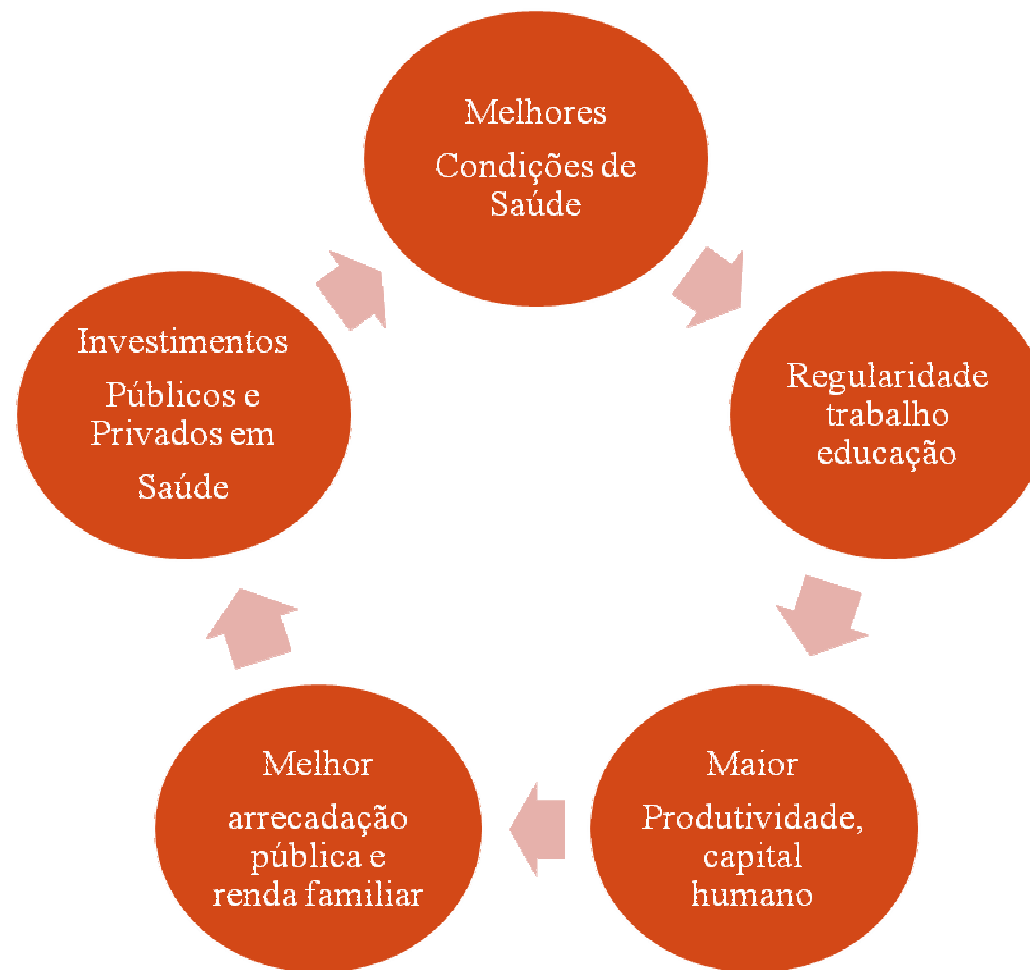 Melhores
Condições de
Saúde
Regularidade
trabalho
educação
Maior
Produtividade,
capital
humano
Melhor
arrecadação
pública e
renda familiar
Investimentos
Públicos e
Privados em
Saúde